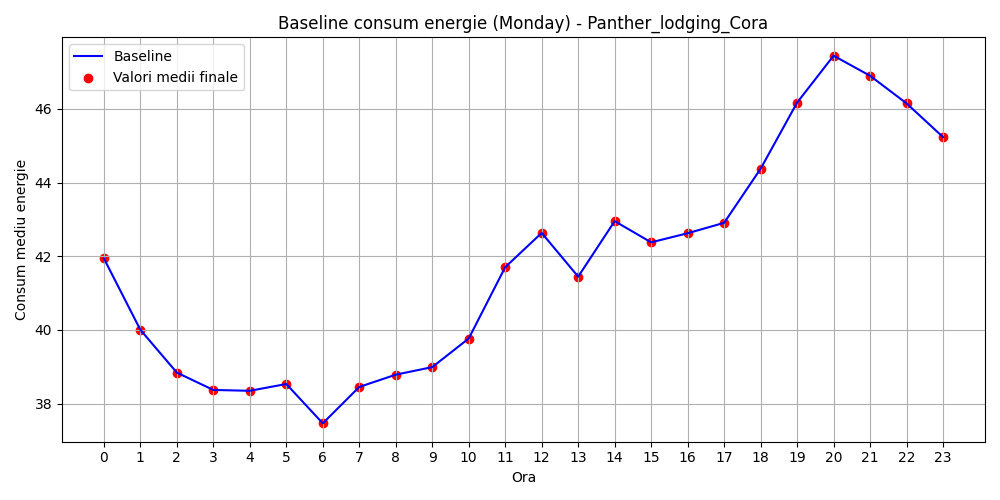 Baseline consum energie (Monday) - Panther_lodging_Cora
Baseline
Valori medii finale
Consum mediu energie
46
44
42
40
38
0 1 2 3 4 5 6 7 8 9 10 11 12 13 14 15 16 17 18 19 20 21 22 23
Ora